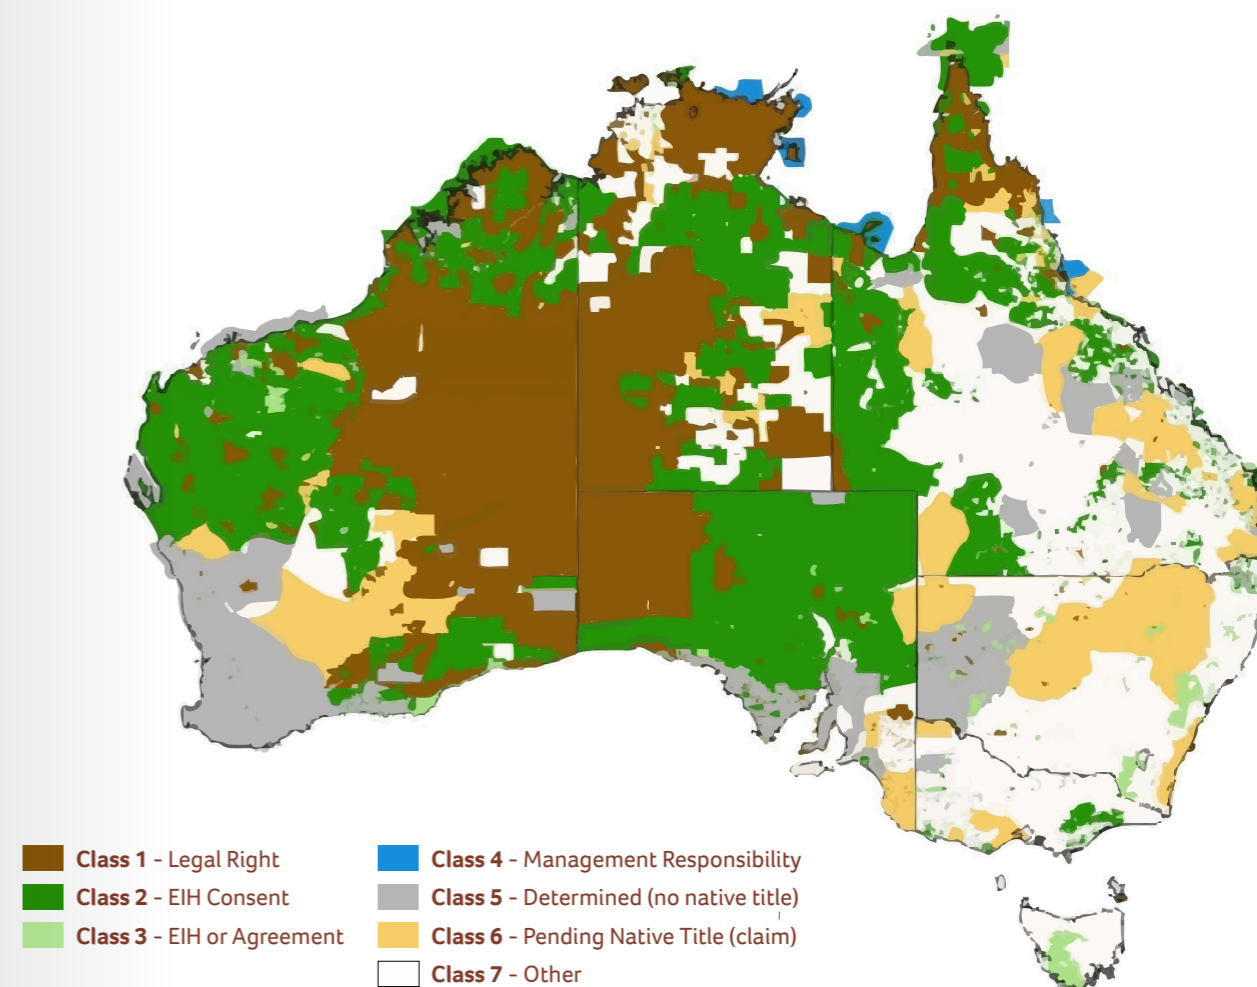 Class 1 - Legal Right
Class 2 - EIH Consent
Class 3 - EIH or Agreement
Class 4 - Management Responsibility
Class 5 - Determined (no native title)
Class 6 - Pending Native Title (claim)
Class 7 - Other